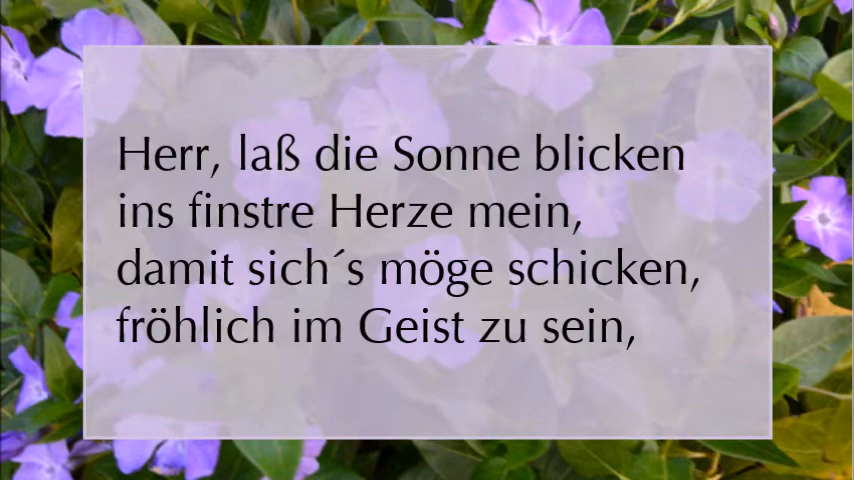 Herr, laß die Sonne blicken
ins finstre Herze mein,
damit sich´s möge schicken,
fröhlich im Geist zu sein,